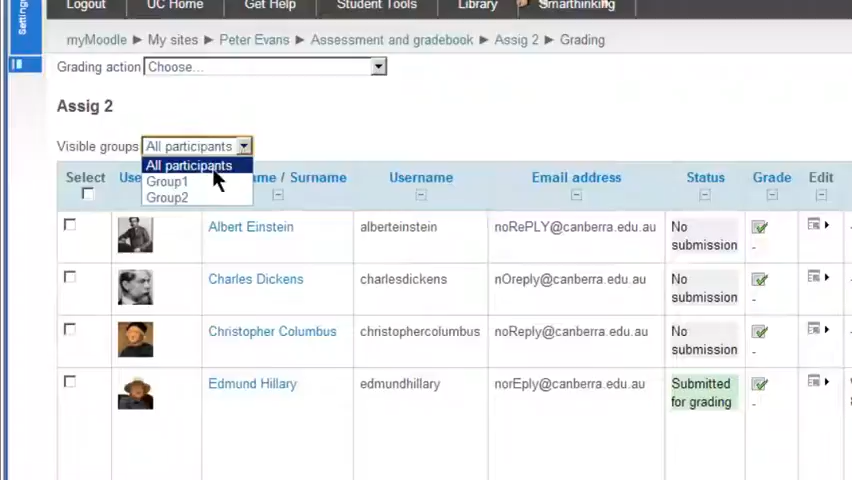 Settings
Logout UC Home Get Help Student Tools Library Smarthinking
myMoodle ► My sites ► Peter Evans ► Assessment and gradebook ► Assig 2 ► Grading
Grading action Choose...
Assig 2
Visible groups All participants
All participants
Group1
Group2
Select Use me / Surname Username Email address Status Grade Edit
Albert Einstein alberteinstein noRePLY@canberra.edu.au No submission -
Charles Dickens charlesdickens nOreply@canberra.edu.au No submission -
Christopher Columbus christophercolumbus noReply@canberra.edu.au No submission -
Edmund Hillary edmundhillary norEply@canberra.edu.au Submitted for grading -